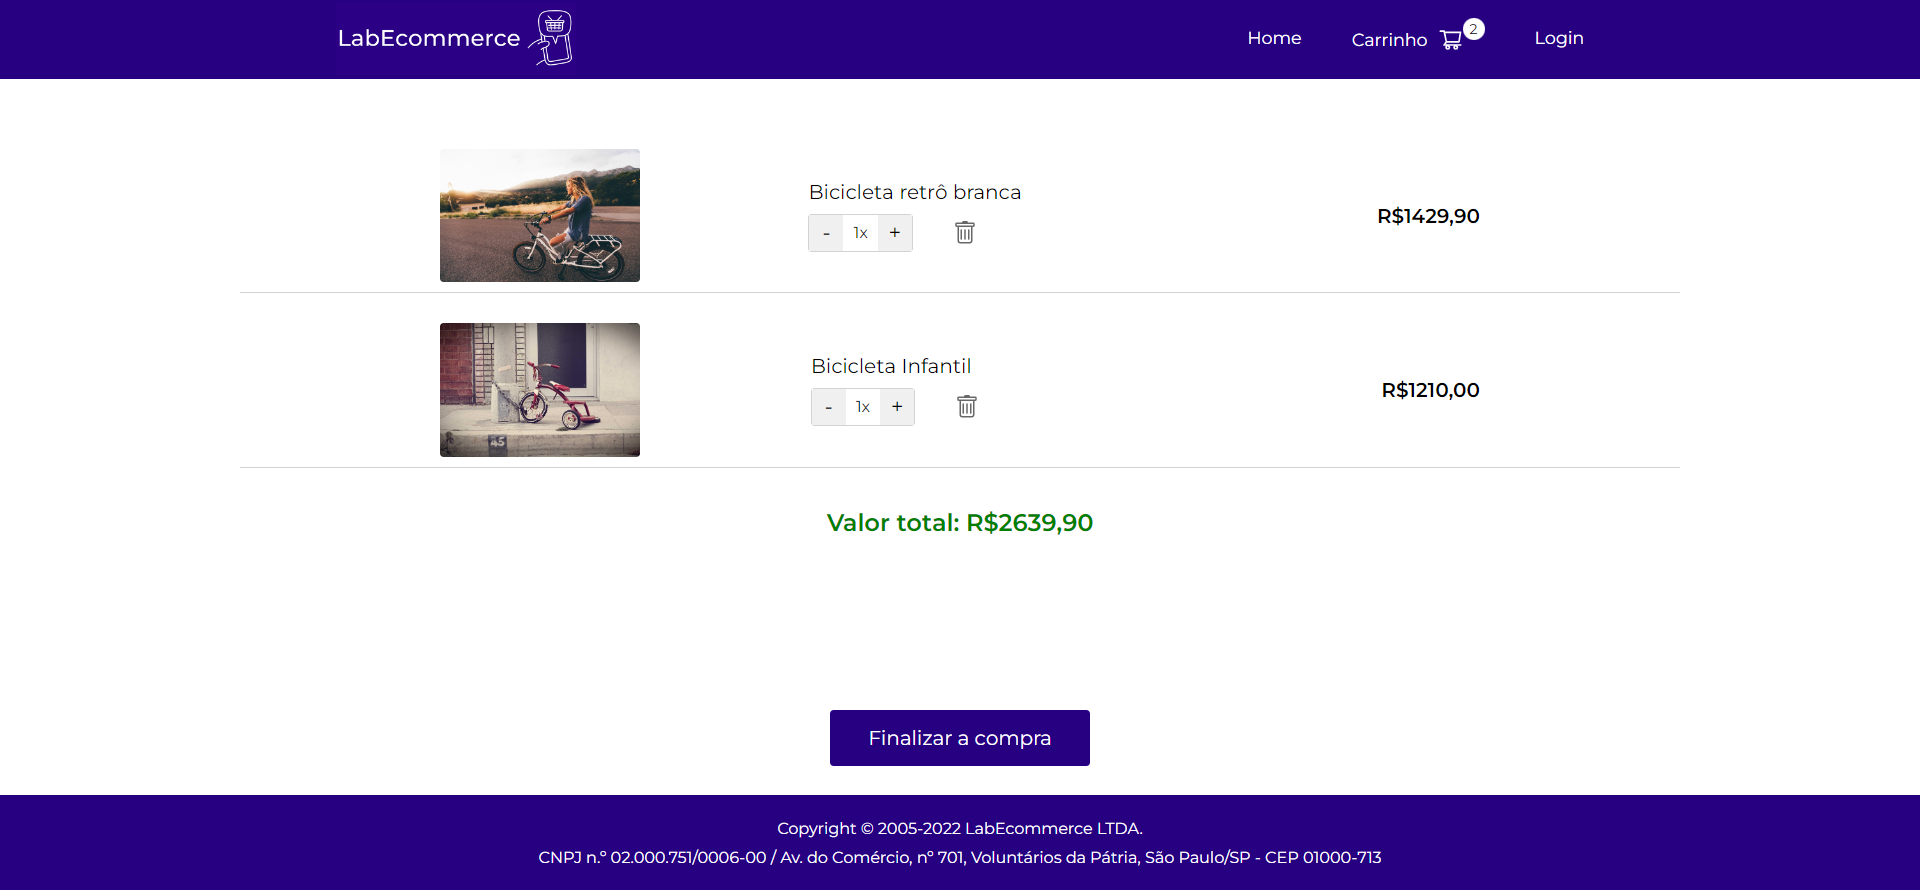 LabEcommerce
Home
Carrinho
2
Login
Bicicleta retrô branca
- 1x +
R$1429,90
Bicicleta Infantil
- 1x +
R$1210,00
45
Valor total: R$2639,90
Finalizar a compra
Copyright © 2005-2022 LabEcommerce LTDA.
CNPJ n.º 02.000.751/0006-00 / Av. do Comércio, nº 701, Voluntários da Pátria, São Paulo/SP - CEP 01000-713